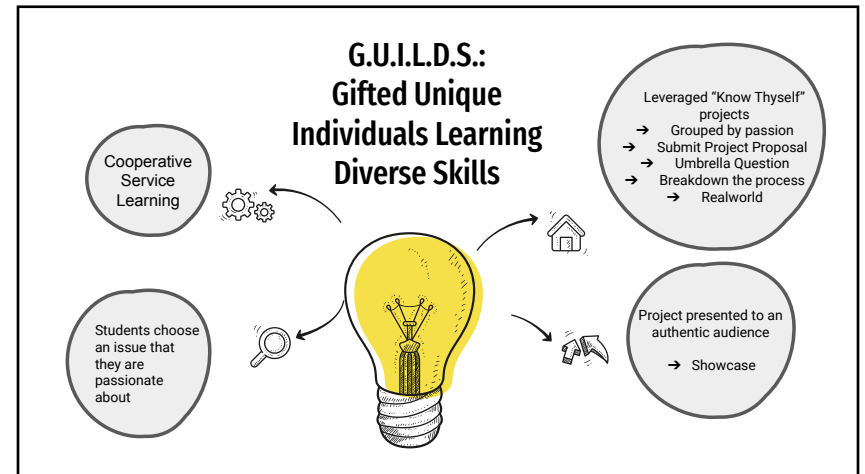 G.U.I.L.D.S.:
Gifted Unique
Individuals Learning
Diverse Skills
Cooperative
Service
Learning
Students choose
an issue that
they are
passionate
about
Leveraged “Know Thyself”
projects
➔ Grouped by passion
➔ Submit Project Proposal
➔ Umbrella Question
➔ Breakdown the process
➔ Realworld
Project presented to an
authentic audience
➔ Showcase